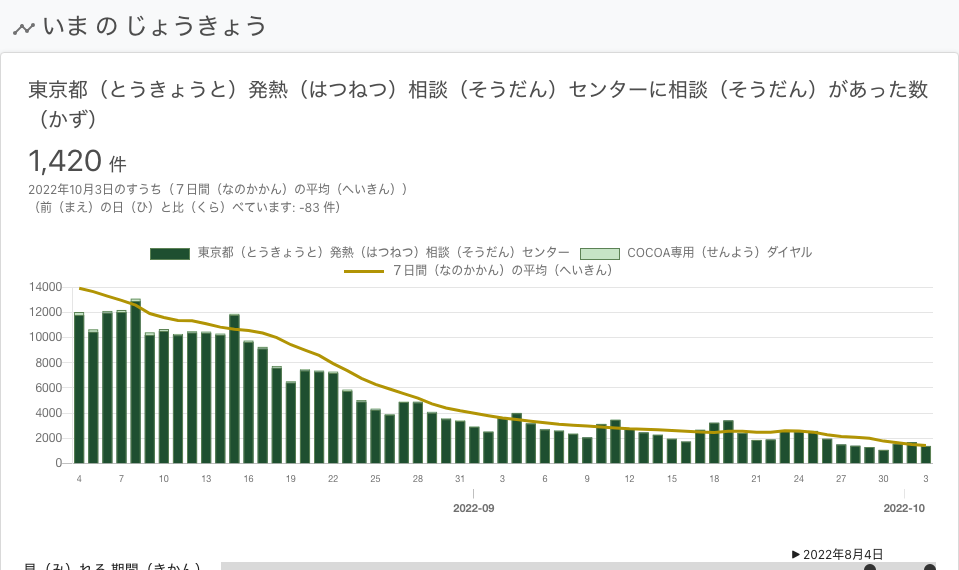 いま の じょうきょう
東京都（とうきょうと）発熱（はつねつ）相談（そうだん）センターに相談（そうだん）があった数
（かず）
1,420 件
2022年10月3日のすうち（７日間（なのかかん）の平均（へいきん））
（前（まえ）の日（ひ）と比（くら）べています: -83 件）
東京都（とうきょうと）発熱（はつねつ）相談（そうだん）センター COCOA専用（せんよう）ダイヤル
７日間（なのかかん）の平均（へいきん）
14000
12000
10000
8000
6000
4000
2000
0
4 7 10 13 16 19 22 25 28 31 3 6 9 12 15 18 21 24 27 30 3
2022-09 2022-10
▶ 2022年8月4日
見（み）れる 期間（きかん）